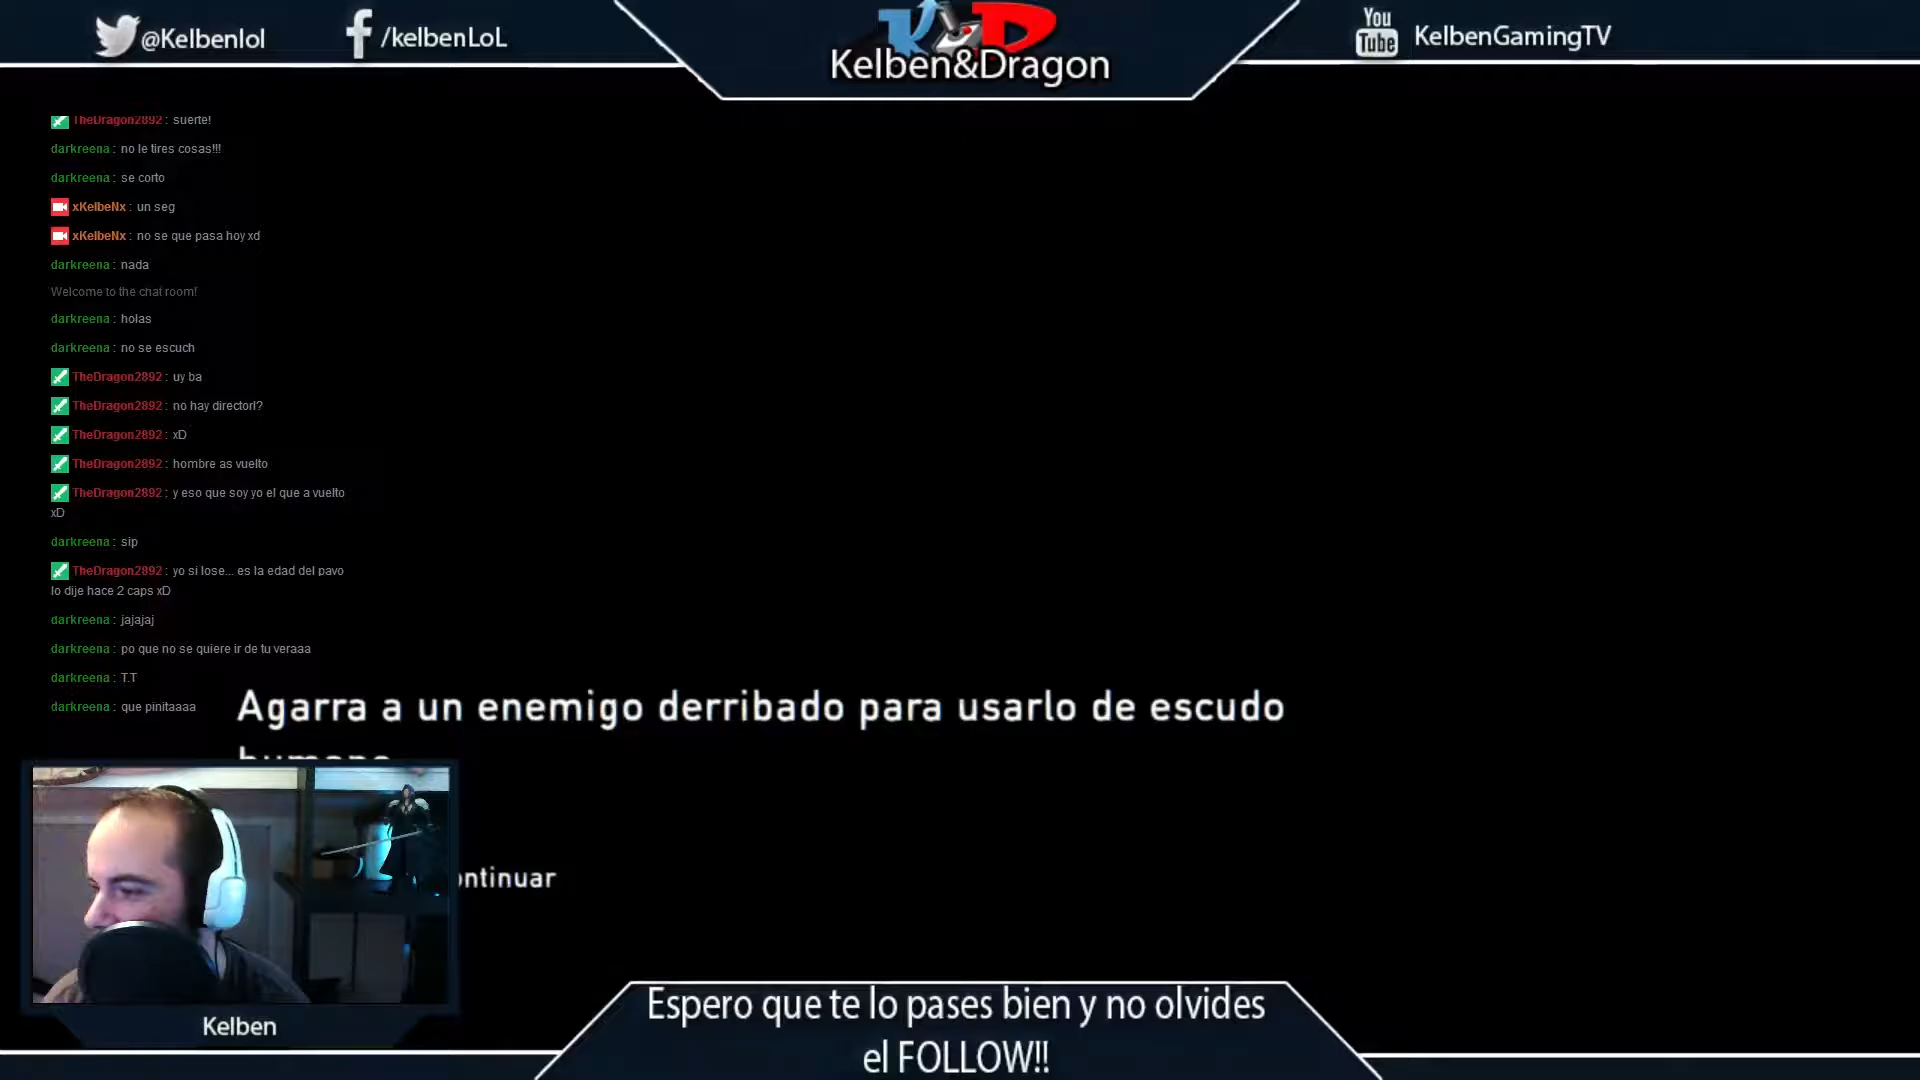 @Kelbenlol
/kelbenLoL
KD
Kelben&Dragon
You
Tube
KelbenGamingTV
TheDragon2892 : suerte!
darkreena : no le tires cosas!!!
darkreena : se corto
xKelbeNx : un seg
xKelbeNx : no se que pasa hoy xd
darkreena : nada
Welcome to the chat room!
darkreena : holas
darkreena : no se escuch
TheDragon2892 : uy ba
TheDragon2892 : no hay director!?
TheDragon2892 : xD
TheDragon2892 : hombre as vuelto
TheDragon2892 : y eso que soy yo el que a vuelto
xD
darkreena : sip
TheDragon2892 : yo si lose... es la edad del pavo
lo dije hace 2 caps xD
darkreena : jajajaj
darkreena : po que no se quiere ir de tu veraaa
darkreena : T.T
darkreena : que pinitaaaa
Agarra a un enemigo derribado para usarlo de escudo
humano
ontinuar
Kelben
Espero que te lo pases bien y no olvides
el FOLLOW!!